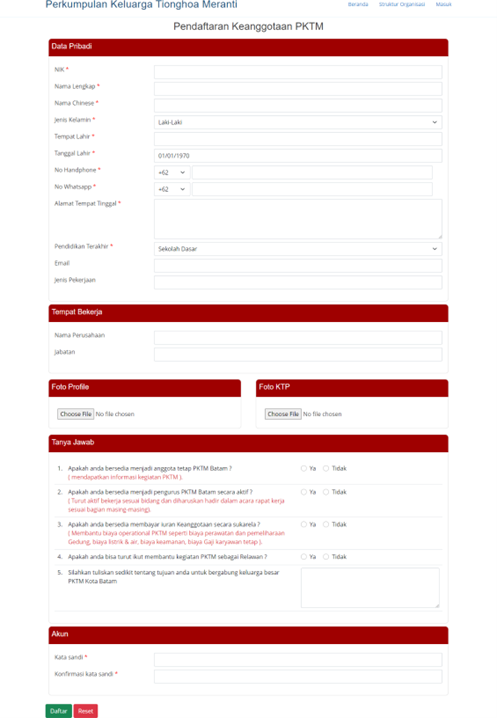 Perkumpulan Keluarga Tionghoa Meranti
Beranda Struktur Organisasi Masuk
Pendaftaran Keanggotaan PKTM
Data Pribadi
NIK *
Nama Lengkap *
Nama Chinese *
Jenis Kelamin * Laki-Laki
Tempat Lahir *
Tanggal Lahir * 01/01/1970
No Handphone * +62
No Whatsapp * +62
Alamat Tempat Tinggal *
Pendidikan Terakhir * Sekolah Dasar
Email
Jenis Pekerjaan
Tempat Bekerja
Nama Perusahaan
Jabatan
Foto Profile
Choose File No file chosen
Foto KTP
Choose File No file chosen
Tanya Jawab
1. Apakah anda bersedia menjadi anggota tetap PKTM Batam ? Ya Tidak
( mendapatkan informasi kegiatan PKTM ).
2. Apakah anda bersedia menjadi pengurus PKTM Batam secara aktif ? Ya Tidak
( Turut aktif bekerja sesuai bidang dan diharuskan hadir dalam acara rapat kerja
sesuai bagian masing-masing).
3. Apakah anda bersedia membayar iuran Keanggotaan secara sukarela ? Ya Tidak
( Membantu biaya operational PKTM seperti biaya perawatan dan pemeliharaan
Gedung, biaya listrik & air, biaya keamanan, biaya Gaji karyawan tetap ).
4. Apakah anda bisa turut ikut membantu kegiatan PKTM sebagai Relawan ? Ya Tidak
5. Silahkan tuliskan sedikit tentang tujuan anda untuk bergabung keluarga besar
PKTM Kota Batam
Akun
Kata sandi *
Konfirmasi kata sandi *
Daftar Reset